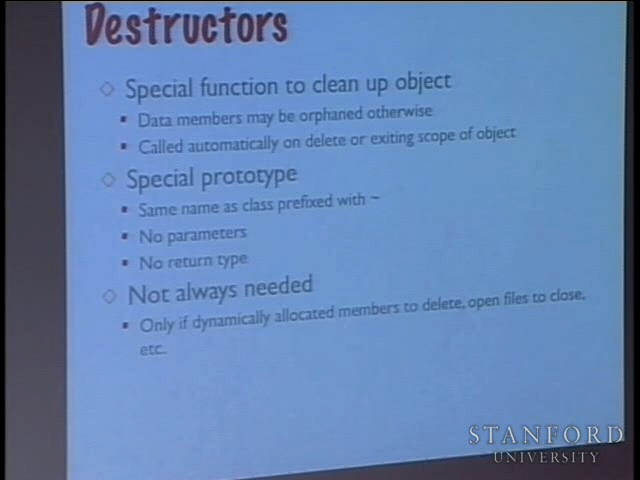 Destructors
Special function to clean up object
Data members may be orphaned otherwise
Called automatically on delete or exiting scope of object
Special prototype
Same name as class prefixed with ~
No parameters
No return type
Not always needed
Only if dynamically allocated members to delete, open files to close,
etc.
STANFORD
UNIVERSITY